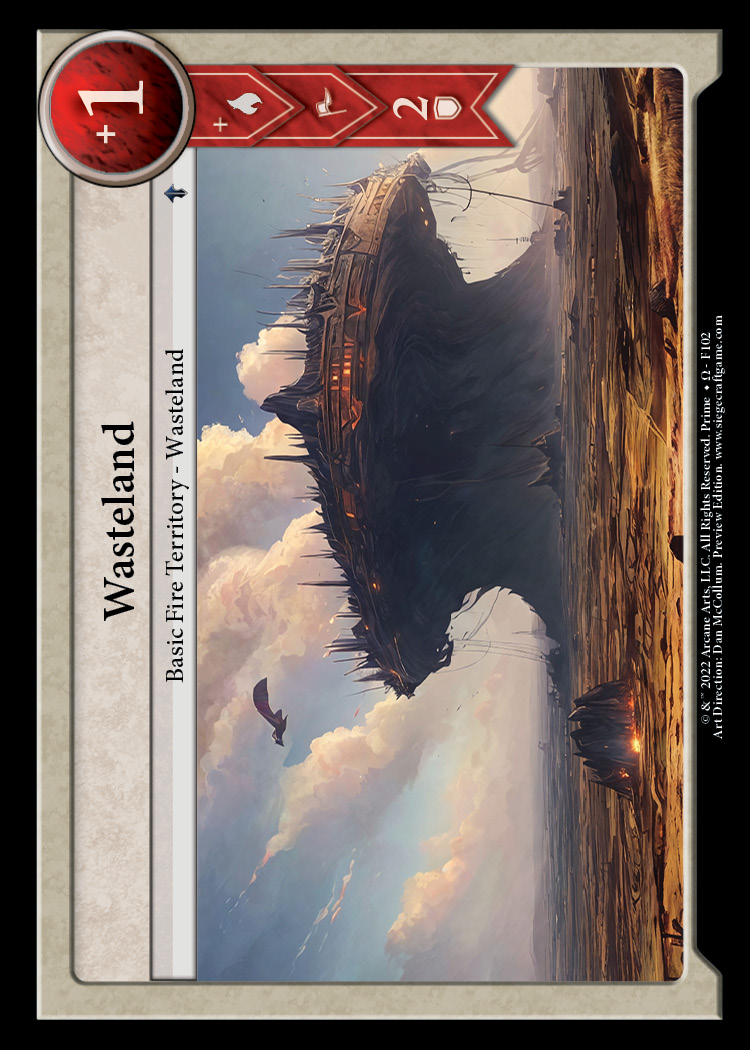 +1
+
2
Wasteland
Basic Fire Territory - Wasteland
© & ™ 2022 Arcane Arts, LLC. All Rights Reserved. Prime ♦ Ω - F102
Art Direction: Dan McCollum. Preview Edition. www.siegecraftgame.com